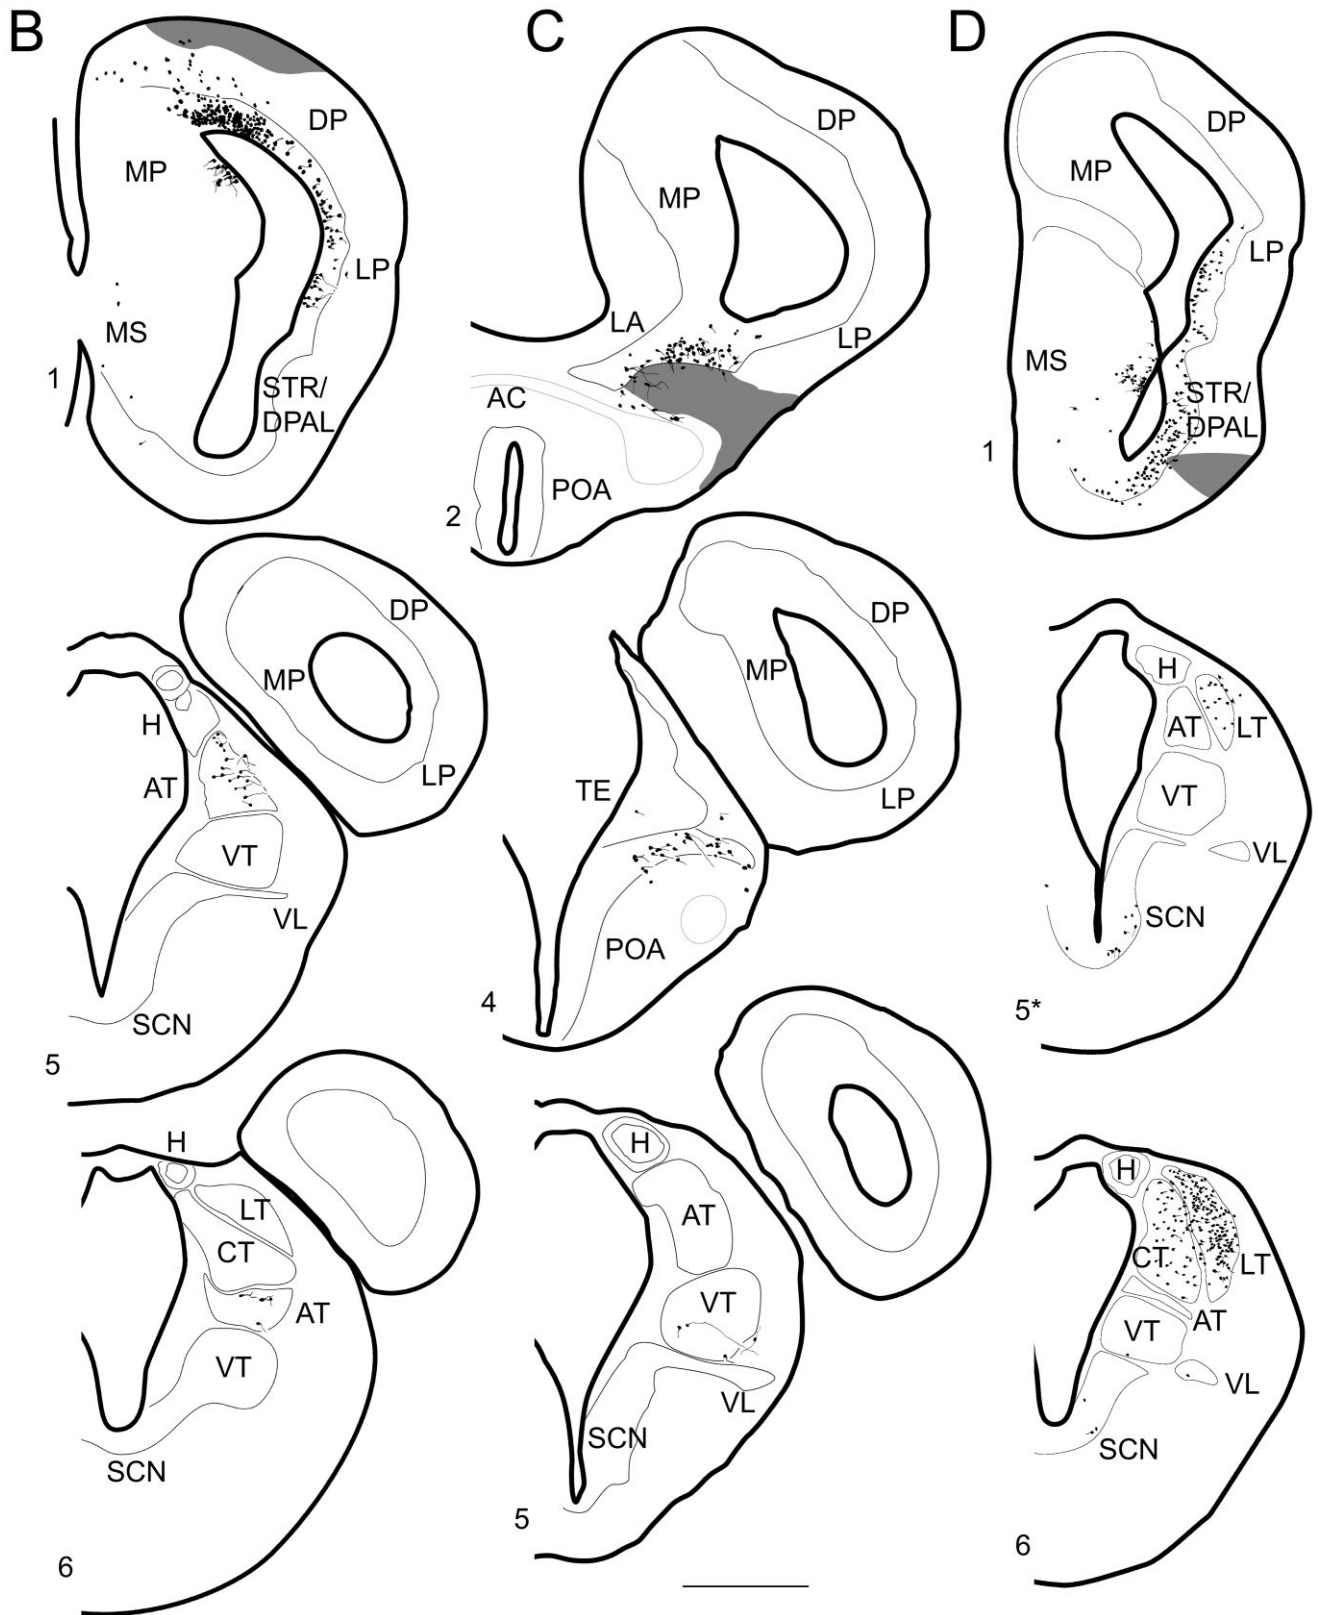 B
DP
MP
LP
MS
1
STR/
DPAL
C
DP
MP
LA
LP
AC
POA
2
D
DP
MP
LP
MS
STR/
DPAL
1
DP
MP
H
AT
LP
VT
VL
SCN
5
DP
MP
TE
LP
POA
4
H
AT
LT
VT
VL
SCN
5*
H
LT
CT
AT
VT
SCN
6
H
AT
VT
VL
SCN
5
H
CT
LT
AT
VT
VL
SCN
6